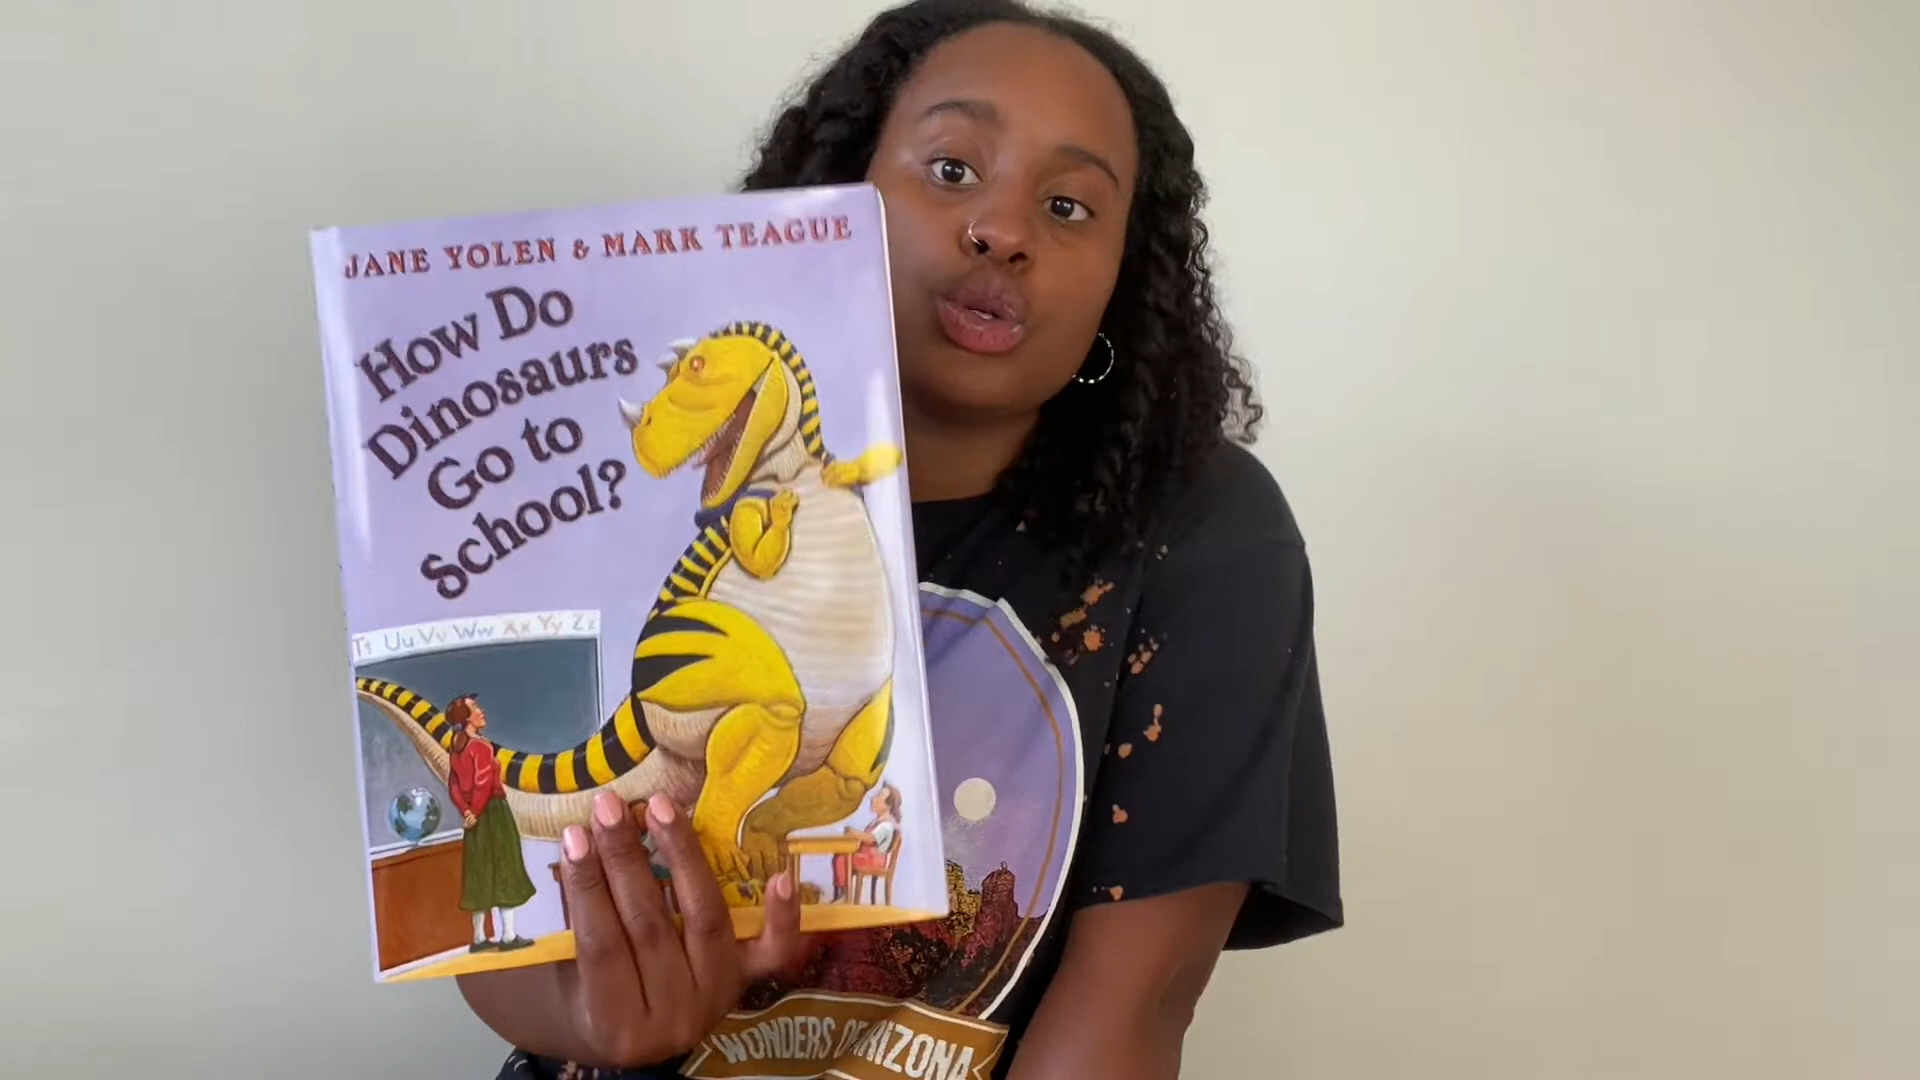 JANE YOLEN & MARK TEAGUE
How Do
Dinosaurs
Go to
School?
Tt Uu Vv Ww Xx Yy Zz
WONDERS OF ARIZONA